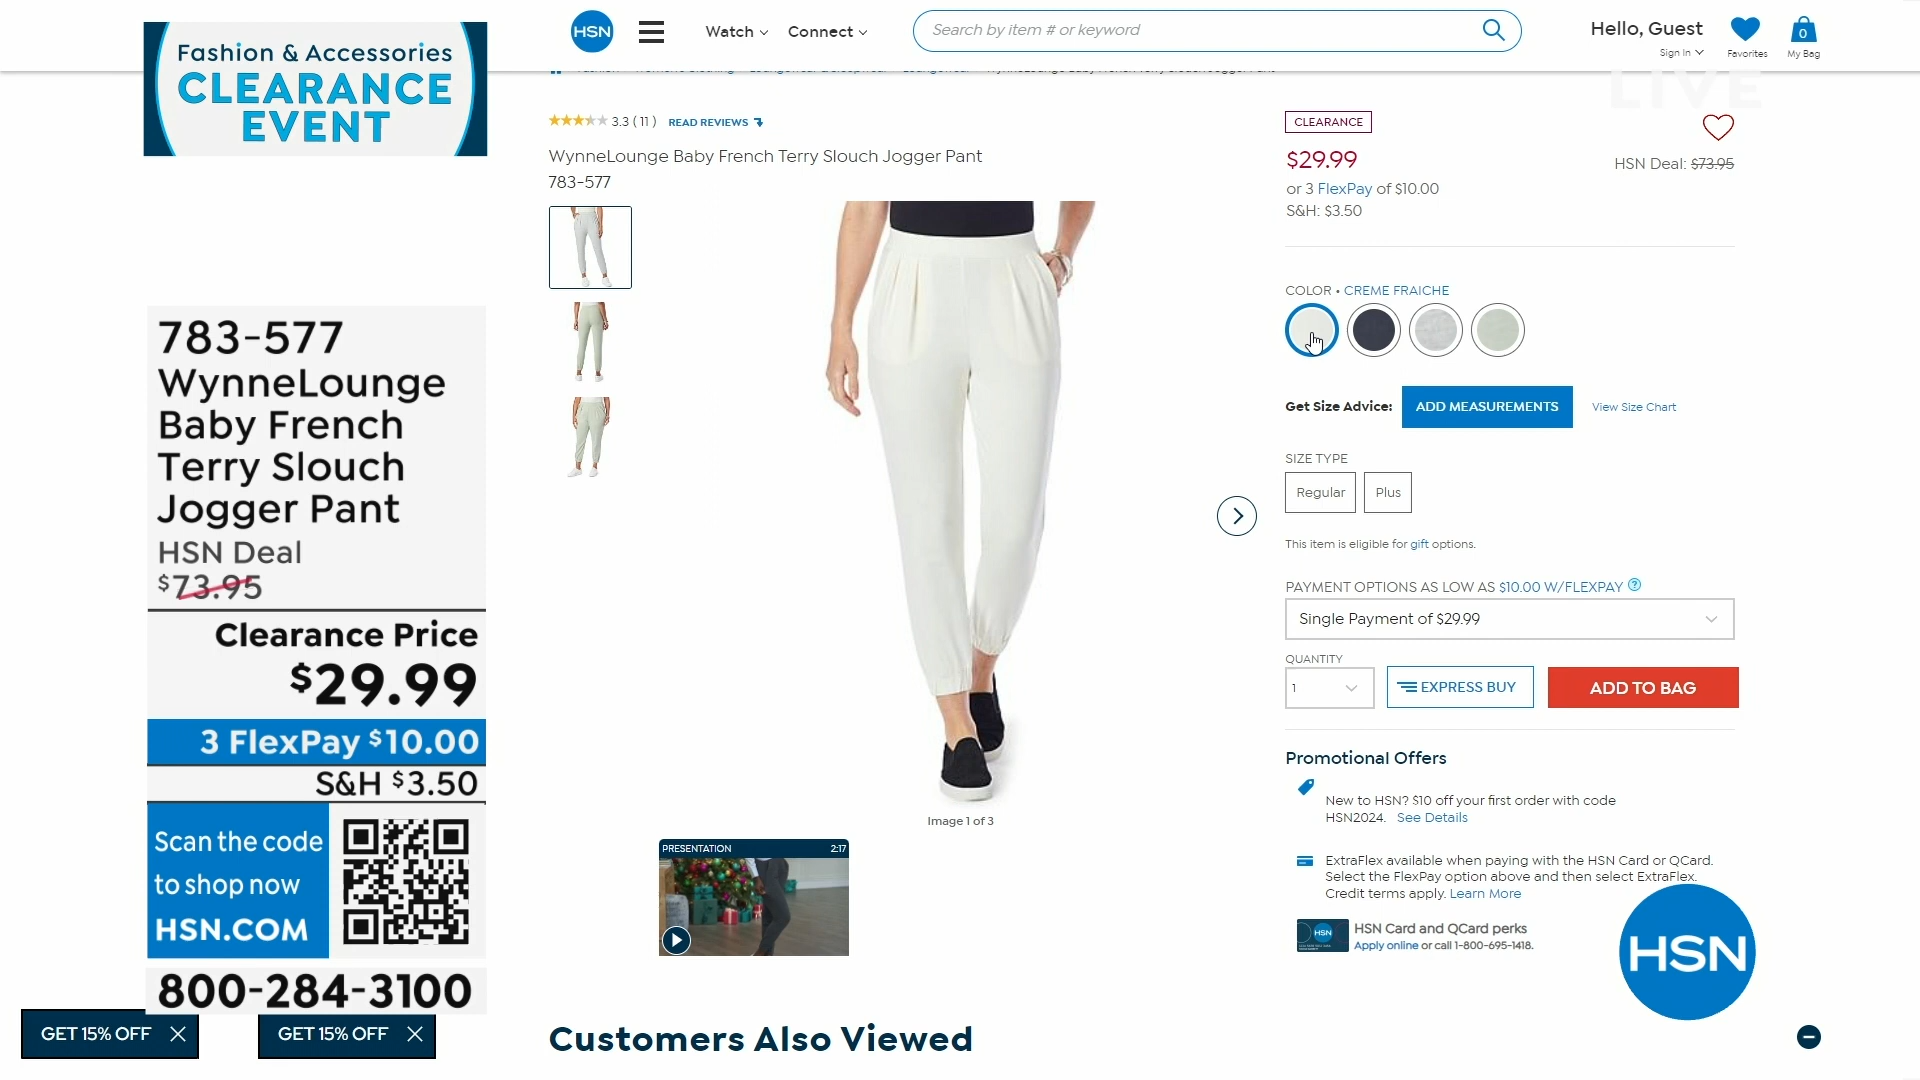 Fashion & Accessories
CLEARANCE
EVENT
HSN
Watch
Connect
Search by item # or keyword
Hello, Guest
Sign In
Favorites
0
My Bag
LIVE
3.3 ( 11 )
READ REVIEWS
WynneLounge Baby French Terry Slouch Jogger Pant
783-577
CLEARANCE
$29.99
HSN Deal: $73.95
or 3 FlexPay of $10.00
S&H: $3.50
COLOR • CREME FRAICHE
Get Size Advice:
ADD MEASUREMENTS
View Size Chart
SIZE TYPE
Regular
Plus
This item is eligible for gift options.
PAYMENT OPTIONS AS LOW AS $10.00 W/FLEXPAY ?
Single Payment of $29.99
QUANTITY
1
EXPRESS BUY
ADD TO BAG
Promotional Offers
New to HSN? $10 off your first order with code
HSN2024. See Details
ExtraFlex available when paying with the HSN Card or QCard.
Select the FlexPay option above and then select ExtraFlex.
Credit terms apply. Learn More
HSN
HSN Card and QCard perks
Apply online or call 1-800-695-1418.
HSN
783-577
WynneLounge
Baby French
Terry Slouch
Jogger Pant
HSN Deal
$73.95
Clearance Price
$29.99
3 FlexPay $10.00
S&H $3.50
Scan the code
to shop now
HSN.COM
800-284-3100
GET 15% OFF
GET 15% OFF
Image 1 of 3
PRESENTATION
2:17
Customers Also Viewed